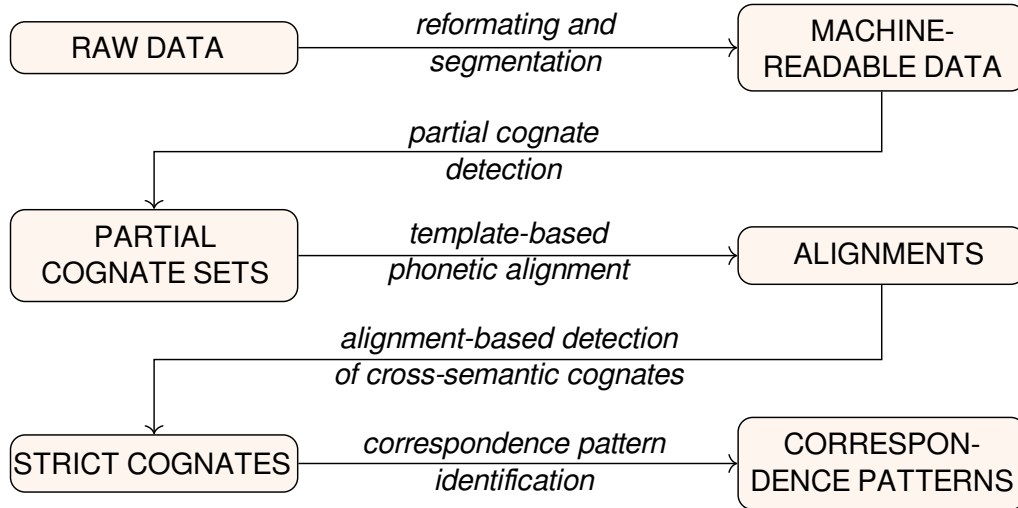 RAW DATA
reformating and
segmentation
MACHINE-
READABLE DATA
partial cognate
detection
PARTIAL
COGNATE SETS
template-based
phonetic alignment
ALIGNMENTS
alignment-based detection
of cross-semantic cognates
STRICT COGNATES
correspondence pattern
identification
CORRESPON-
DENCE PATTERNS